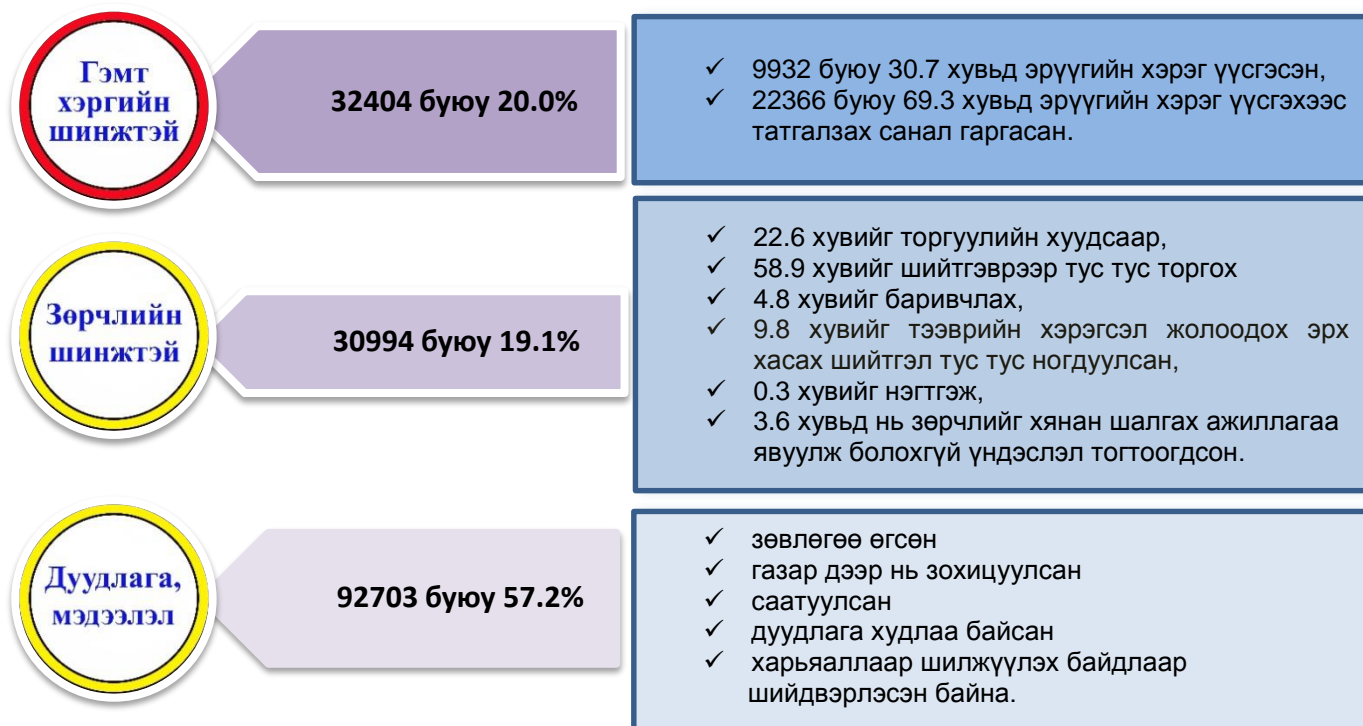 Гэмт
хэргийн
шинжтэй
32404 буюу 20.0%
✓ 9932 буюу 30.7 хувьд эрүүгийн хэрэг үүсгэсэн,
✓ 22366 буюу 69.3 хувьд эрүүгийн хэрэг үүсгэхээс
татгалзах санал гаргасан.
Зөрчлийн
шинжтэй
30994 буюу 19.1%
✓ 22.6 хувийг торгуулийн хуудсаар,
✓ 58.9 хувийг шийтгэврээр тус тус торгох
✓ 4.8 хувийг баривчлах,
✓ 9.8 хувийг тээврийн хэрэгсэл жолоодох эрх
хасах шийтгэл тус тус ногдуулсан,
✓ 0.3 хувийг нэгтгэж,
✓ 3.6 хувьд нь зөрчлийг хянан шалгах ажиллагаа
явуулж болохгүй үндэслэл тогтоогдсон.
Дуудлага,
мэдээлэл
92703 буюу 57.2%
✓ зөвлөгөө өгсөн
✓ газар дээр нь зохицуулсан
✓ саатуулсан
✓ дуудлага худлаа байсан
✓ харьяаллаар шилжүүлэх байдлаар
шийдвэрлэсэн байна.